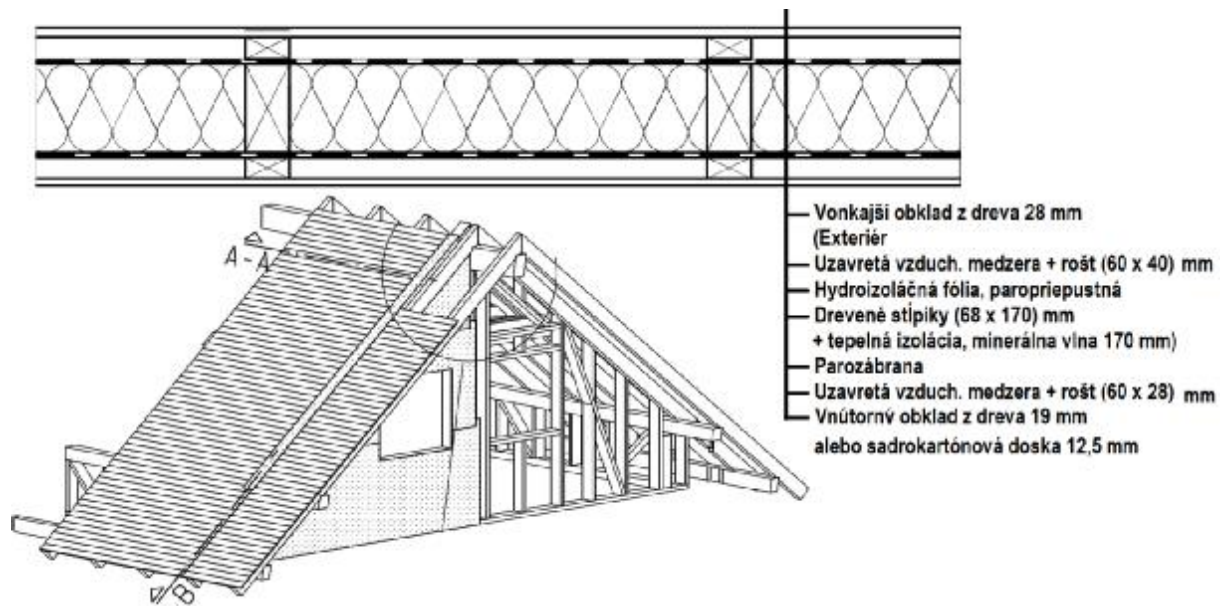 Vonkajší obklad z dreva 28 mm
(Exteriér
Uzavretá vzduch. medzera + rošt (60 x 40) mm
Hydroizoláčná fólia, paropriepustná
Drevené stĺpiky (68 x 170) mm
+ tepelná izolácia, minerálna vlna 170 mm)
Parozábrana
Uzavretá vzduch. medzera + rošt (60 x 28) mm
Vnútorný obklad z dreva 19 mm
alebo sadrokartónová doska 12,5 mm
A - A
B